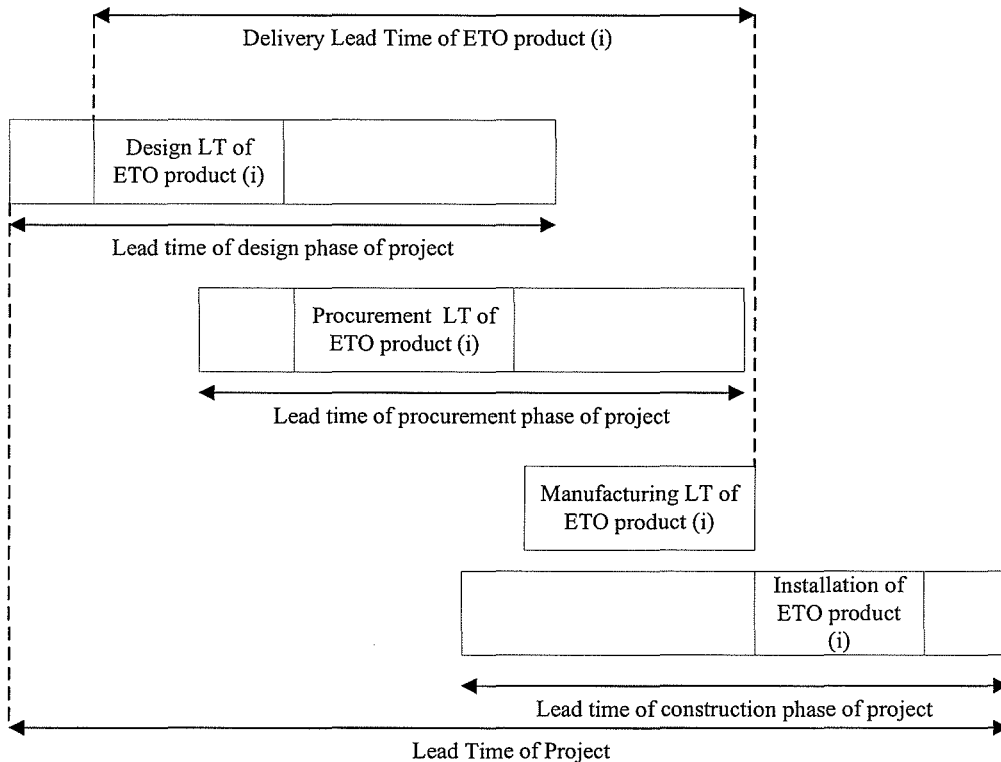 Delivery Lead Time of ETO product (i)
Design LT of
ETO product (i)
Lead time of design phase of project
Procurement LT of
ETO product (i)
Lead time of procurement phase of project
Manufacturing LT of
ETO product (i)
Installation of
ETO product
(i)
Lead time of construction phase of project
Lead Time of Project